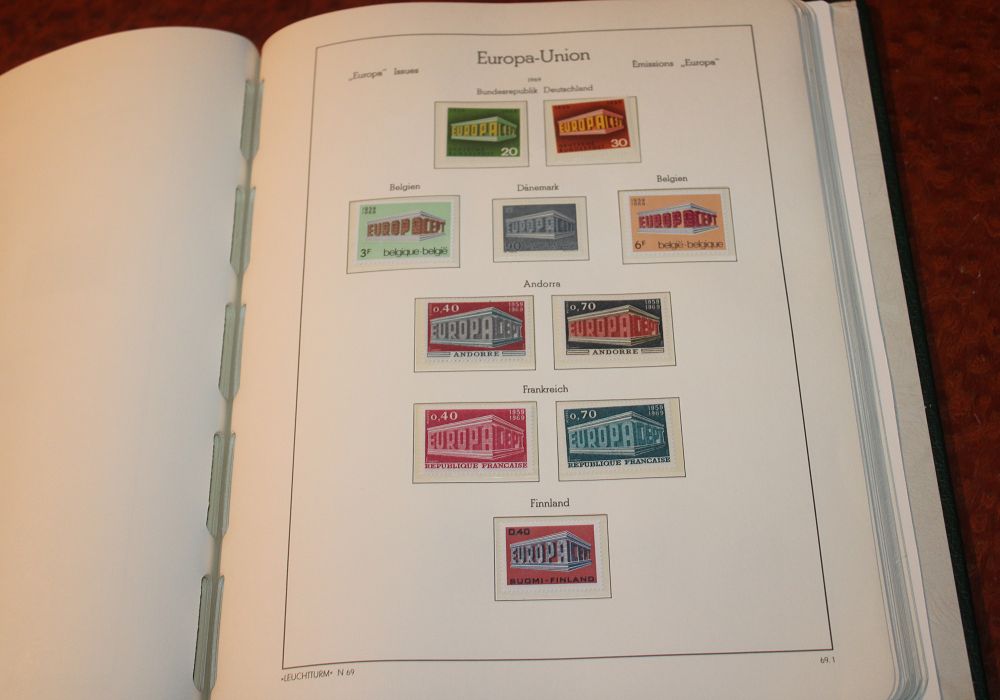 Europa-Union
„Europa" Issues
Emissions „Europa"
1969
Bundesrepublik Deutschland
EUROPA CEPT
20
EUROPA CEPT
30
Belgien
Dänemark
Belgien
EUROPA CEPT
3F belgique·belgië
EUROPA CEPT
EUROPA CEPT
6F belgië-belgique
Andorra
0,40 1959
1969
EUROPA CEPT
ANDORRE
0,70 1959
1969
EUROPA CEPT
ANDORRE
Frankreich
0,40 1959
1969
EUROPA CEPT
REPUBLIQUE FRANÇAISE
0,70 1959
1969
EUROPA CEPT
REPUBLIQUE FRANÇAISE
Finnland
0.40
EUROPA CEPT
SUOMI-FINLAND
»LEUCHTTURM« N 69
69.1